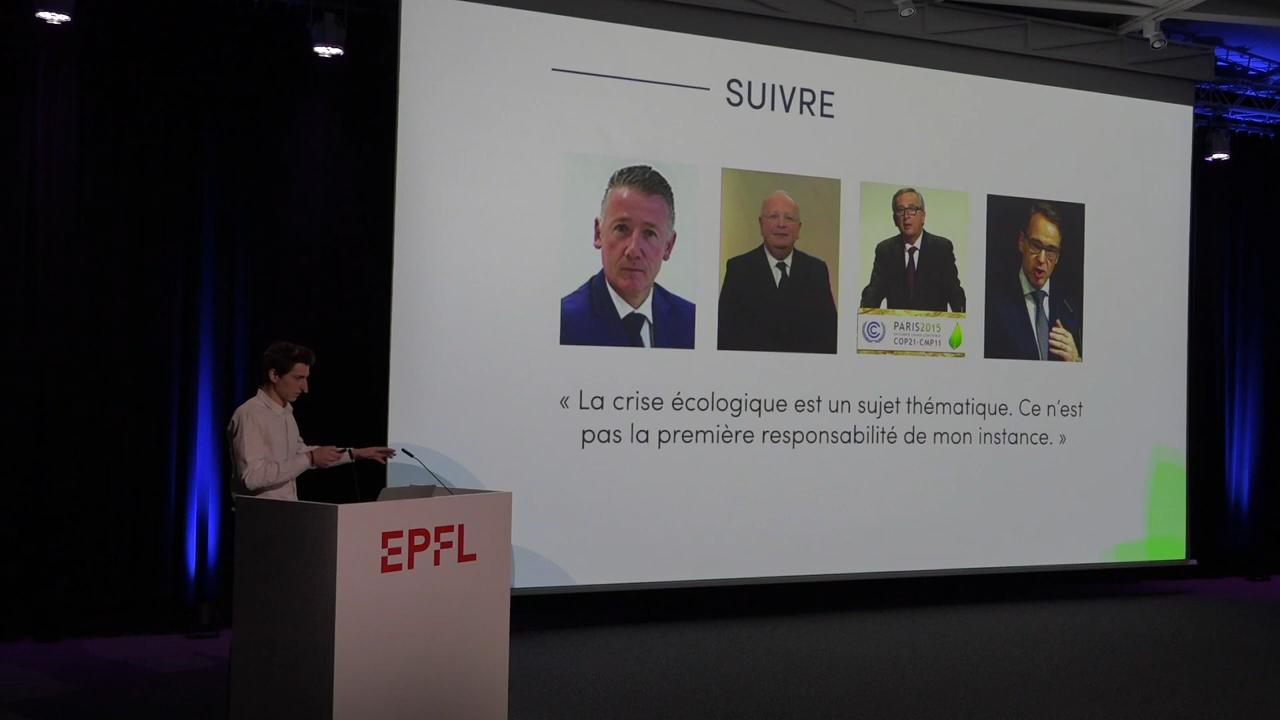 SUIVRE
PARIS2015
COP21·CMP11
« La crise écologique est un sujet thématique. Ce n'est
pas la première responsabilité de mon instance. »
EPFL